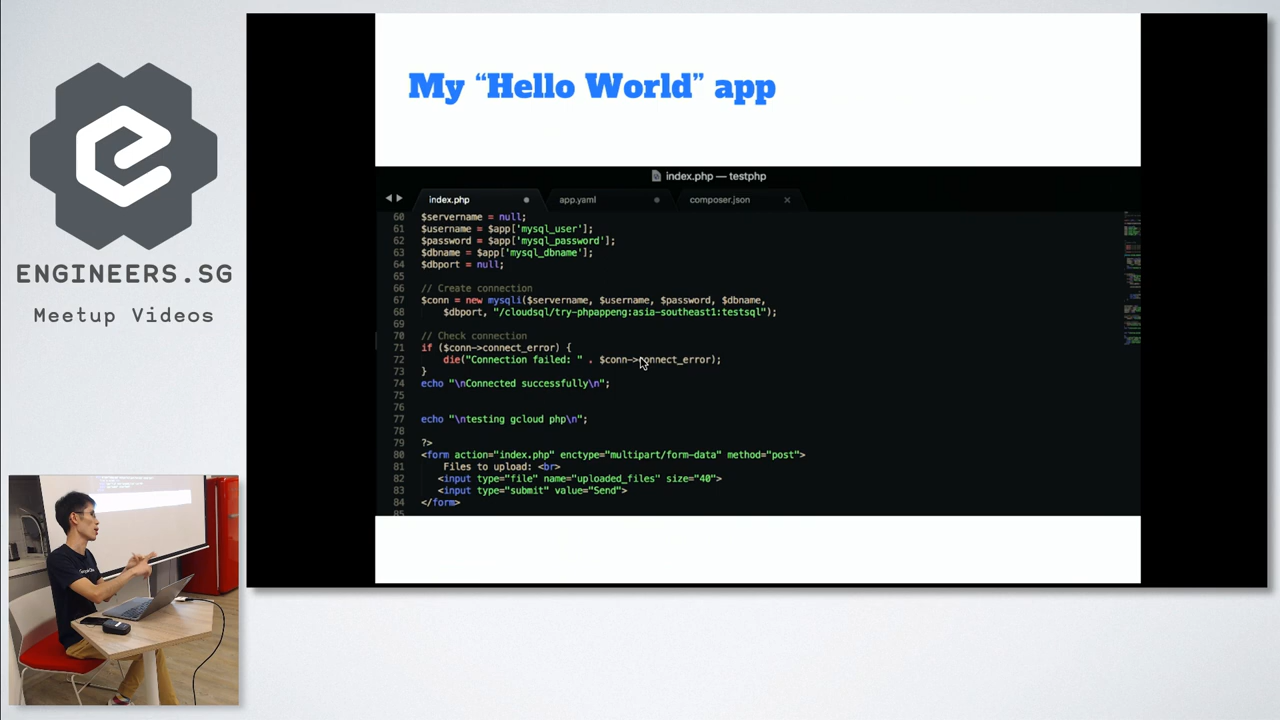 ENGINEERS.SG
Meetup Videos
My “Hello World” app
index.php — testphp
index.php
app.yaml
composer.json
60 $servername = null;
61 $username = $app['mysql_user'];
62 $password = $app['mysql_password'];
63 $dbname = $app['mysql_dbname'];
64 $dbport = null;
65
66 // Create connection
67 $conn = new mysqli($servername, $username, $password, $dbname,
68 $dbport, "/cloudsql/try-phpappeng:asia-southeast1:testsql");
69
70 // Check connection
71 if ($conn->connect_error) {
72 die("Connection failed: " . $conn->connect_error);
73 }
74 echo "\nConnected successfully\n";
75
76
77 echo "\ntesting gcloud php\n";
78
79 ?>
80 <form action="index.php" enctype="multipart/form-data" method="post">
81 Files to upload: <br>
82 <input type="file" name="uploaded_files" size="40">
83 <input type="submit" value="Send">
84 </form>
85